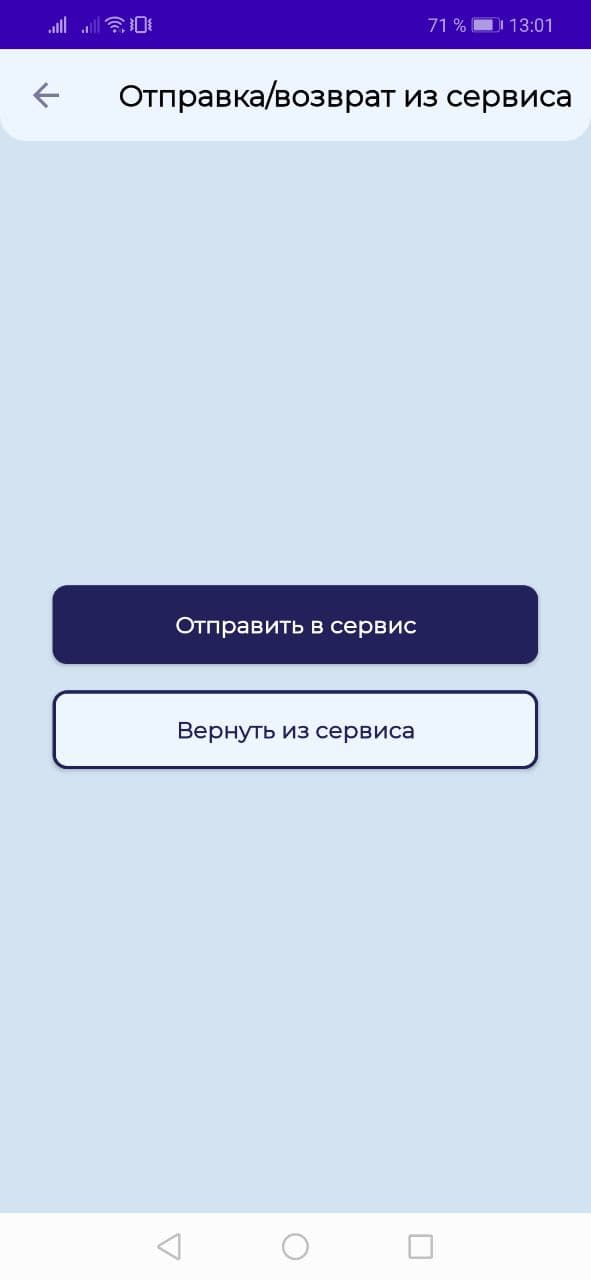 71 % 13:01
Отправка/возврат из сервиса
Отправить в сервис
Вернуть из сервиса